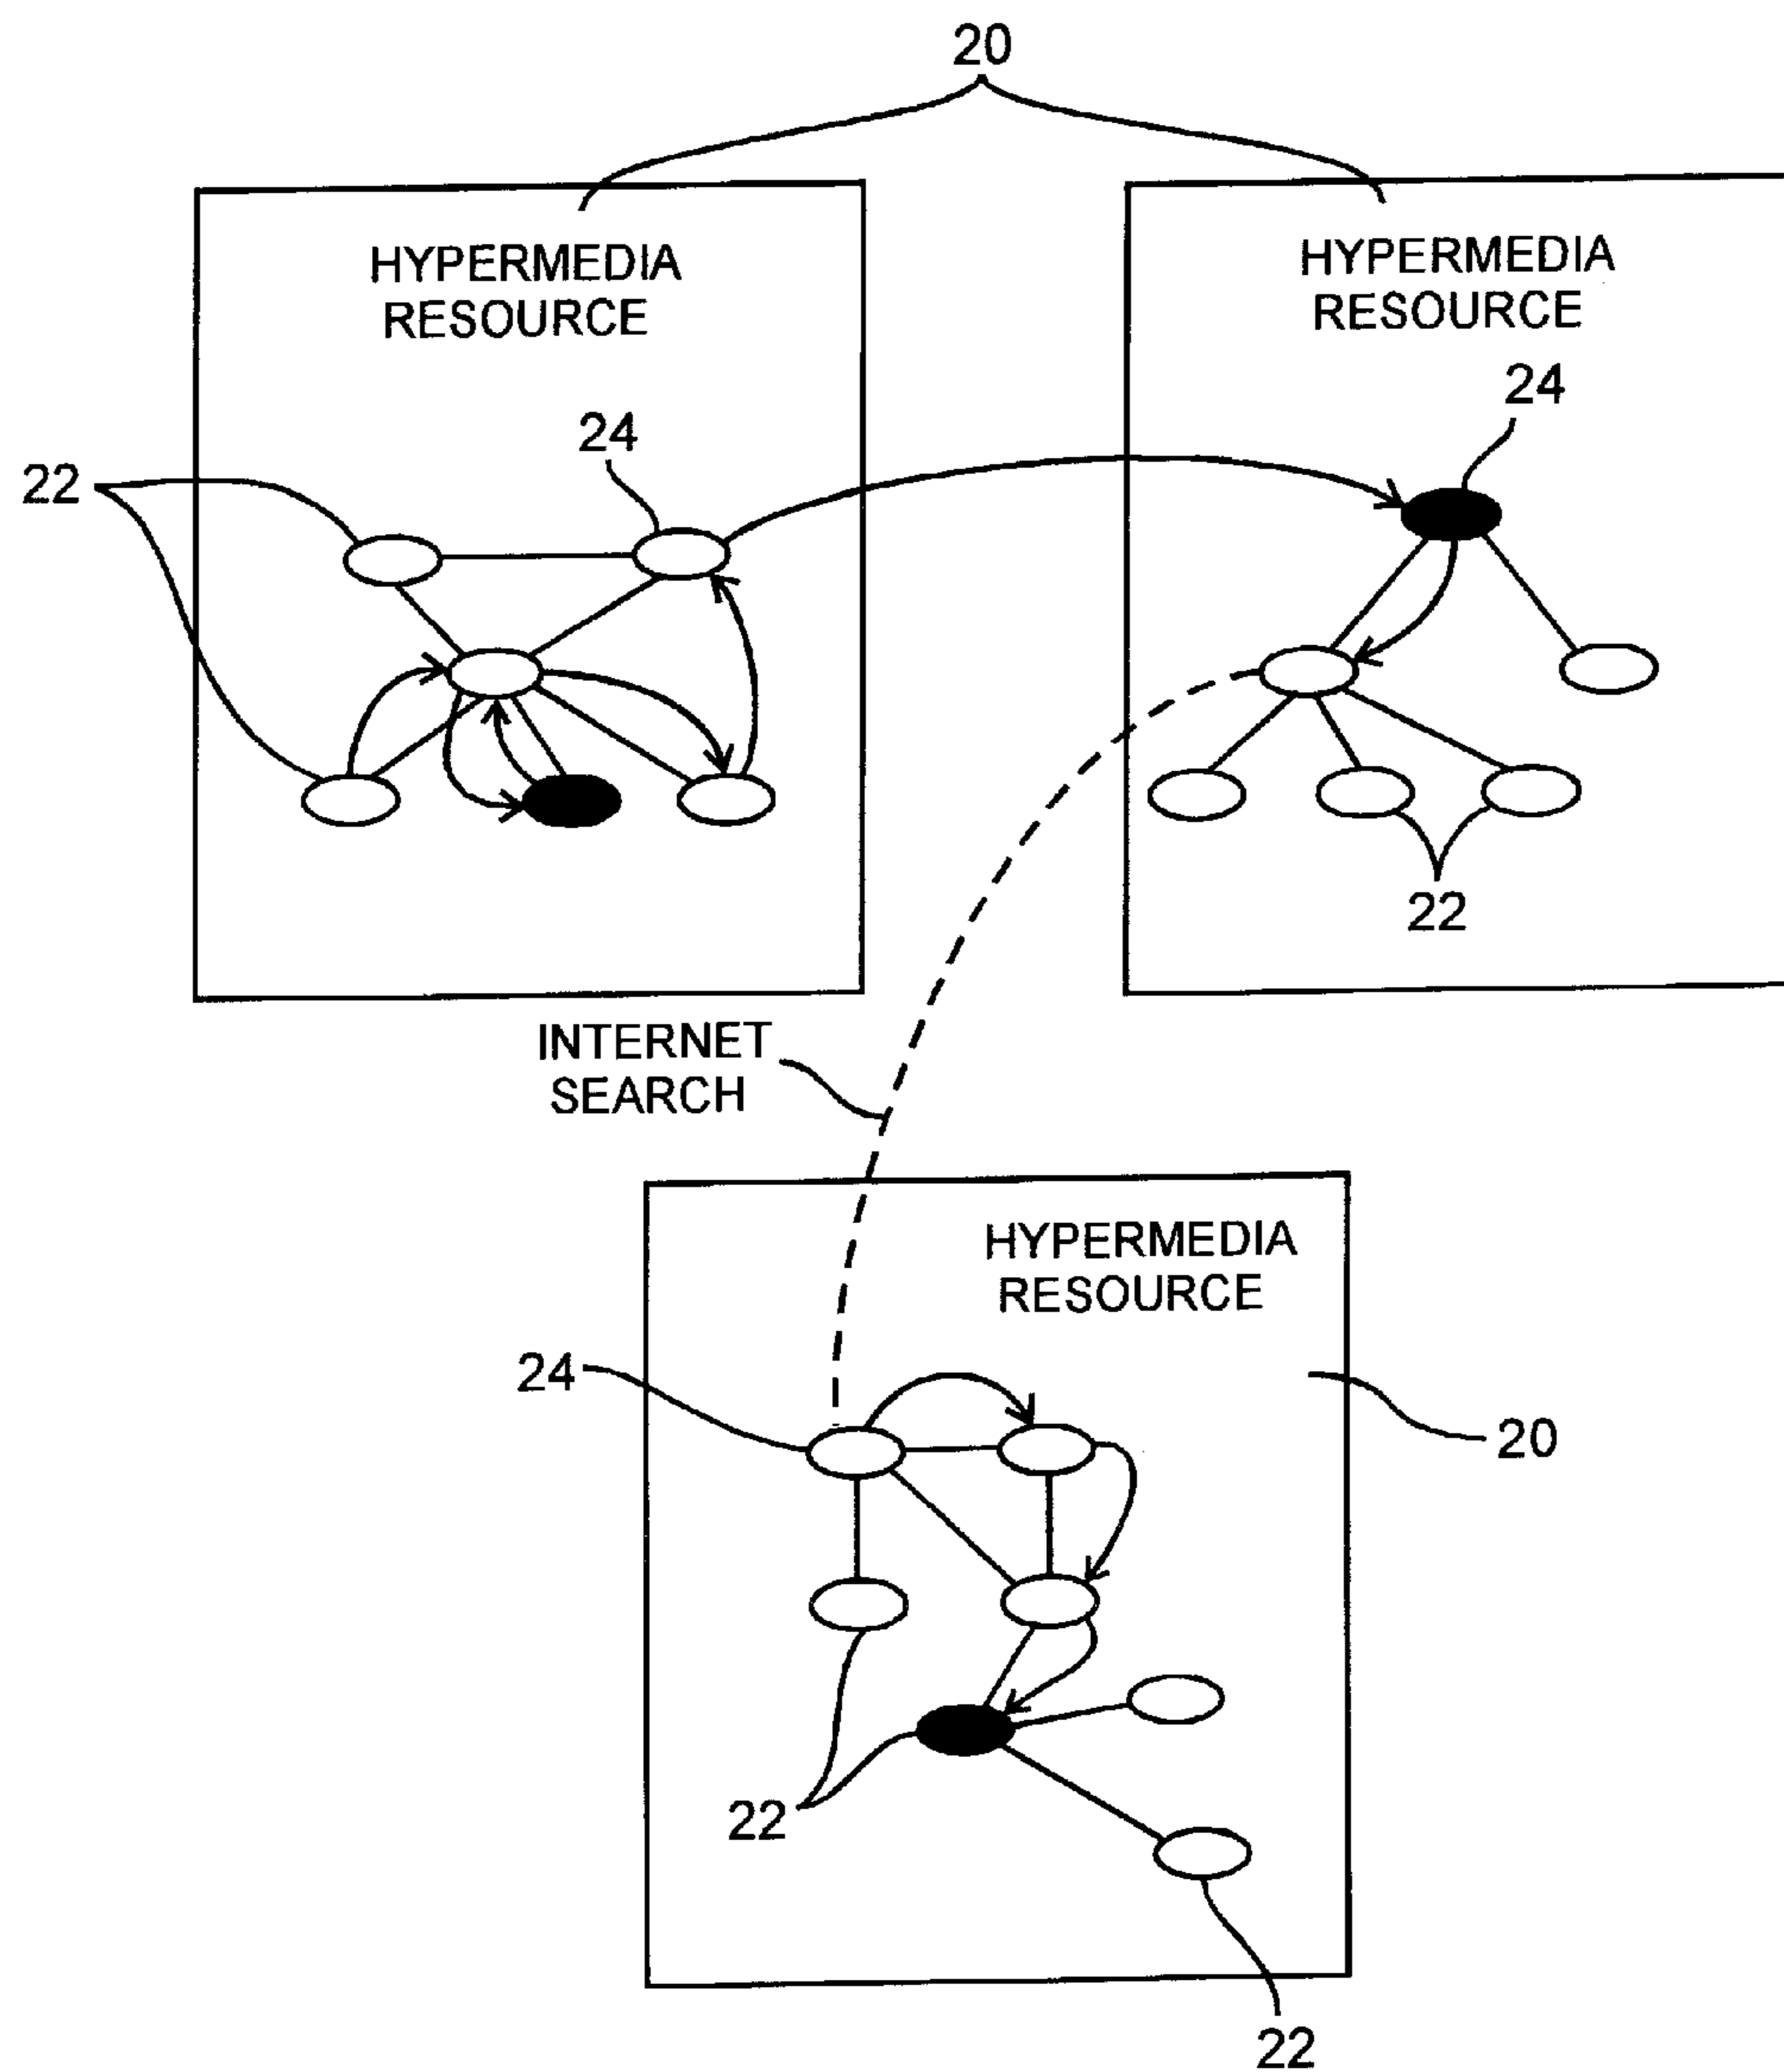 20
HYPERMEDIA
RESOURCE
HYPERMEDIA
RESOURCE
24
24
22
22
INTERNET
SEARCH
HYPERMEDIA
RESOURCE
24
20
22
22